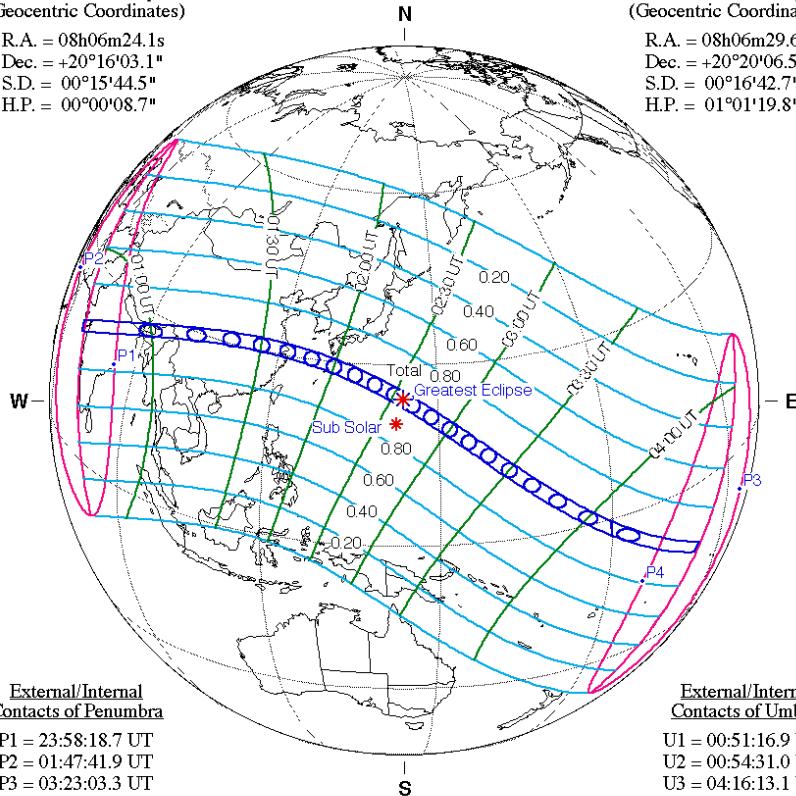 Geocentric Coordinates)
R.A. = 08h06m24.1s
Dec. = +20°16'03.1"
S.D. = 00°15'44.5"
H.P. = 00°00'08.7"
N
(Geocentric Coordina
R.A. = 08h06m29.6
Dec. = +20°20'06.5
S.D. = 00°16'42.7"
H.P. = 01°01'19.8"
01:30 UT
P2
01:00 UT
02:00 UT
02:30 UT
03:00 UT
0.20
0.40
0.60
0.80
P1
Total
Greatest Eclipse
03:30 UT
W
E
Sub Solar
04:00 UT
0.80
0.60
0.40
0.20
P3
P4
External/Internal
Contacts of Penumbra
P1 = 23:58:18.7 UT
P2 = 01:47:41.9 UT
P3 = 03:23:03.3 UT
S
External/Intern
Contacts of Umb
U1 = 00:51:16.9
U2 = 00:54:31.0
U3 = 04:16:13.1